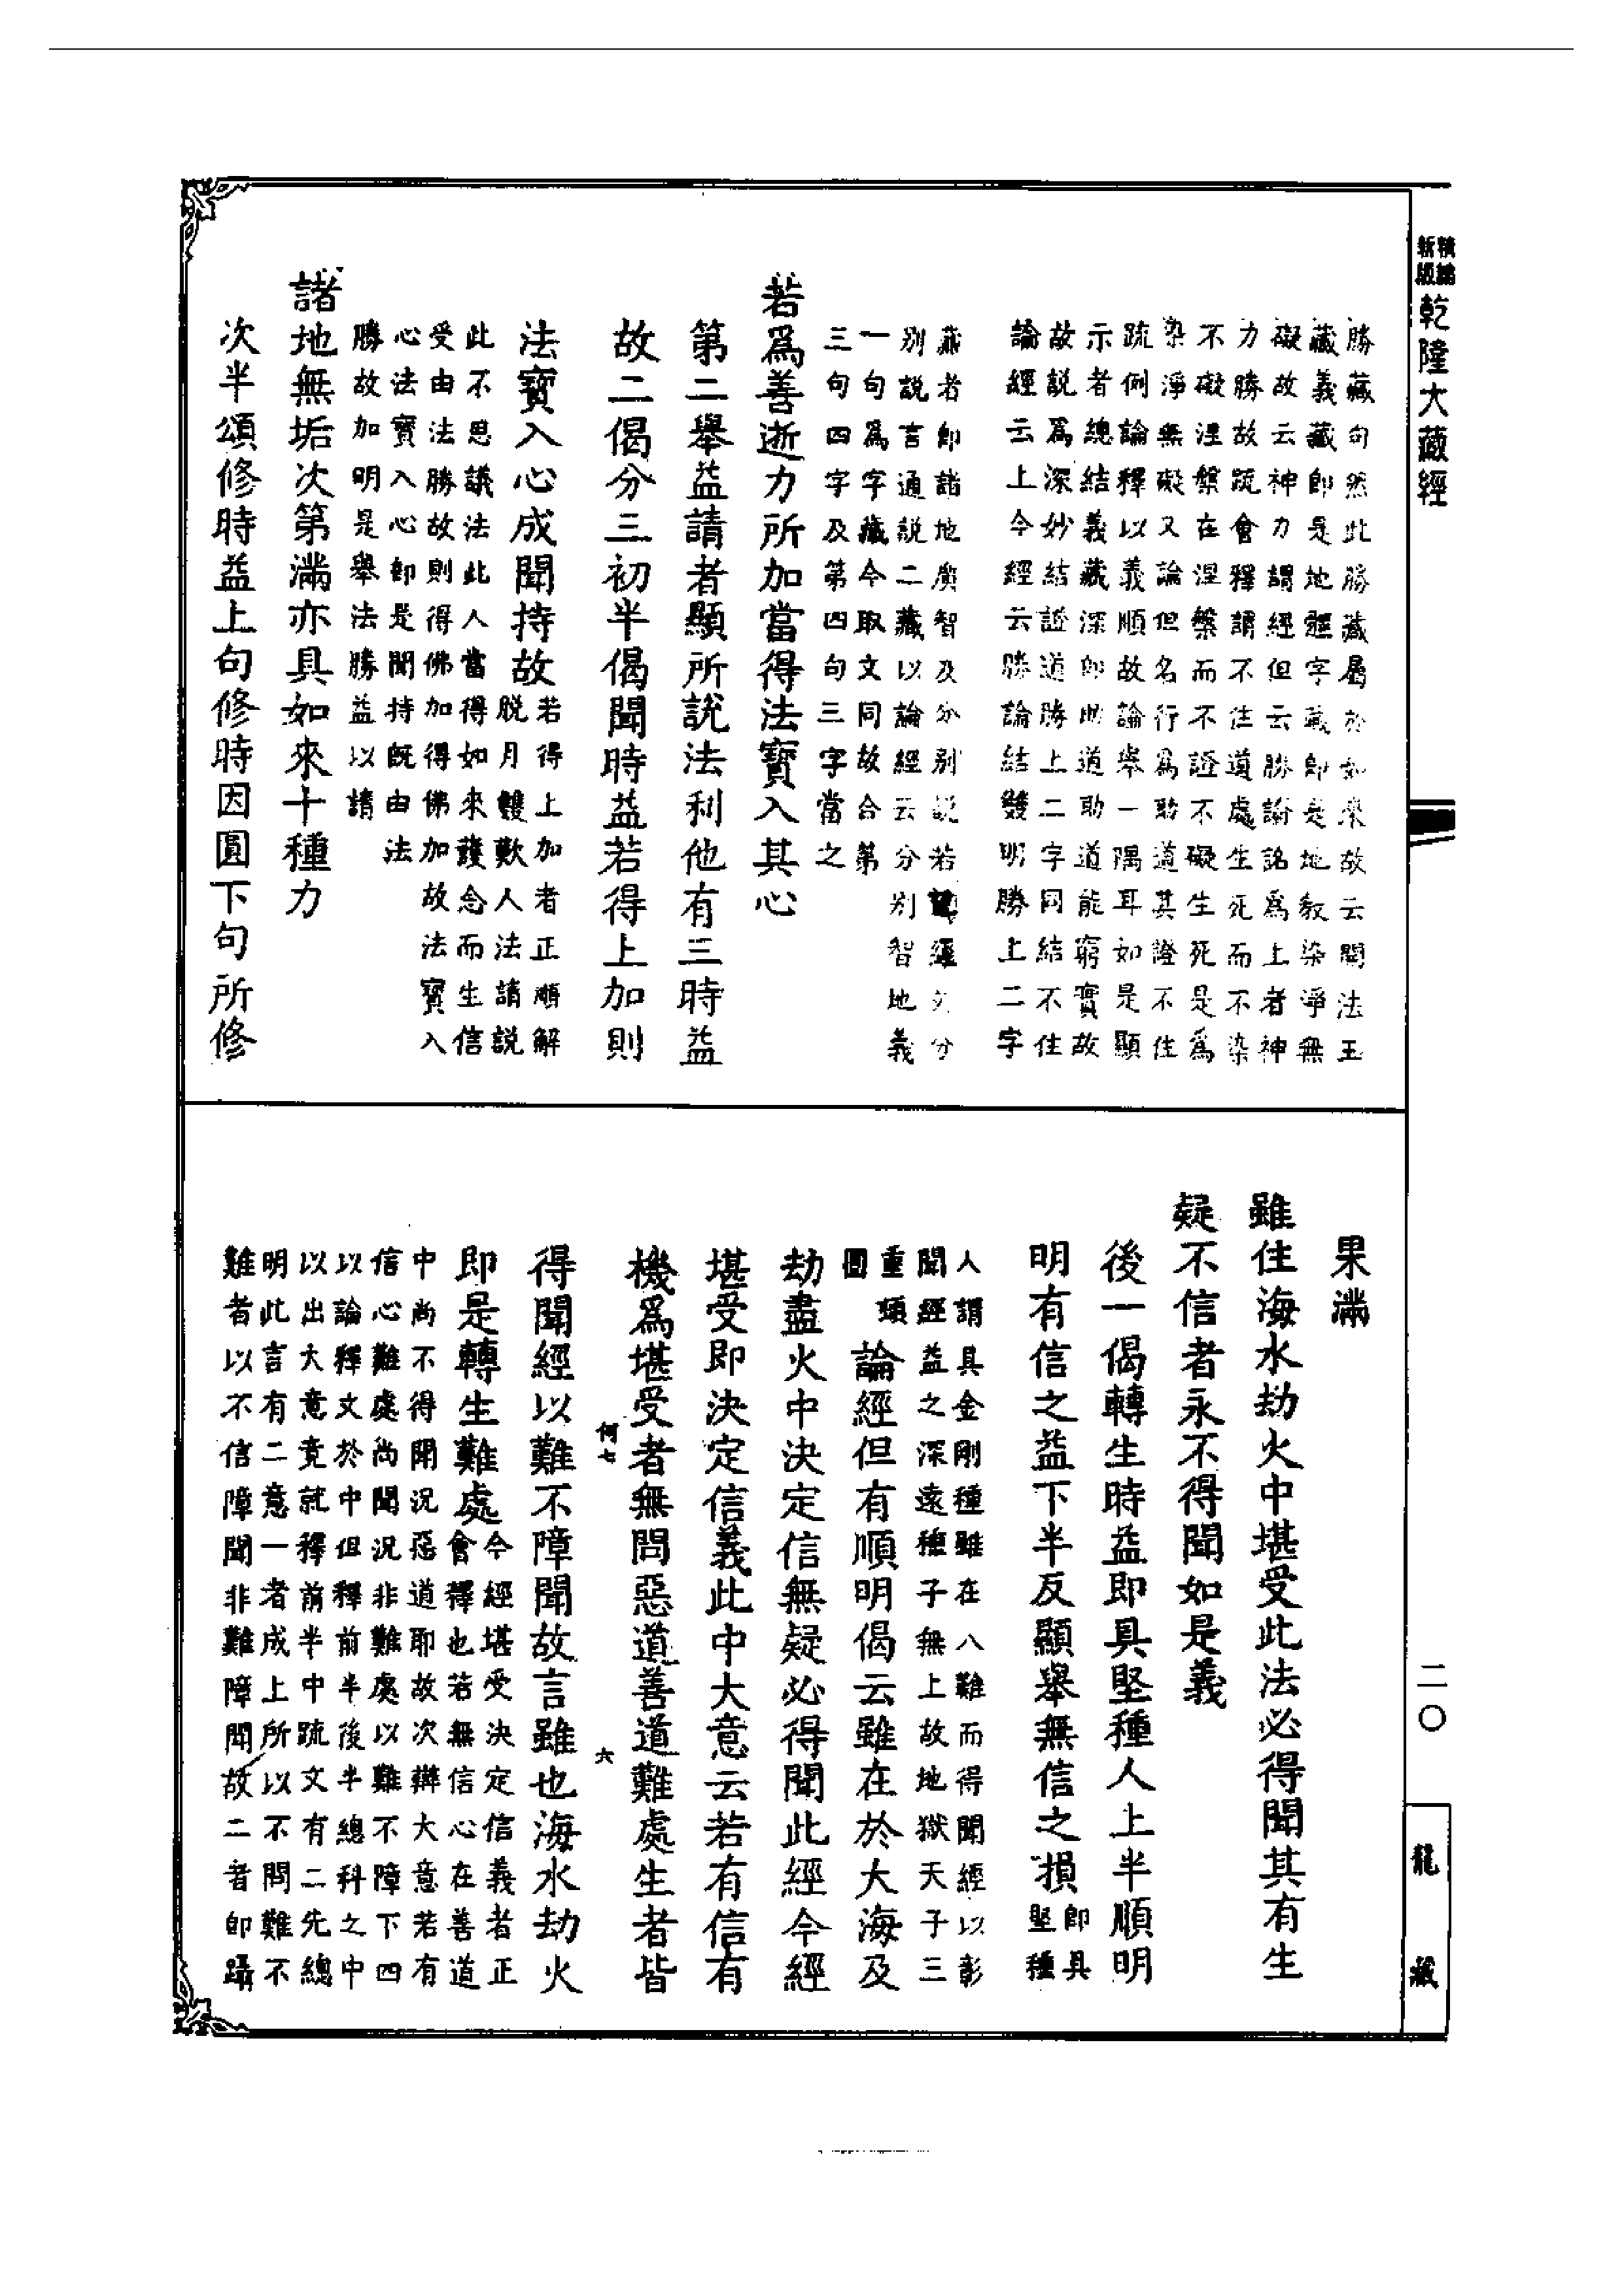 精編
新版
乾隆大藏經
勝藏句然此勝藏屬於如來故云聞法王
藏義藏即是地體字藏即是地教染淨無
礙故云神力謂經但云勝論詺爲上者神
力勝故疏會釋謂不住道處生死而不染
不礙涅槃在涅槃而不證不礙生死是爲
染淨無礙又論但名行爲助道其證不住
疏例論釋以義順故論舉一隅耳如是顯
示者總結義藏深即助道助道能窮實故
故說爲深妙結證道勝上二字同結不住
論經云上今經云勝論結雙明勝上二字
藏者即諸地廣智及分別說若望經分
別說言通說二藏以論經云分別智地義
一句爲字藏今取文同故合第
三句四字及第四句三字當之
若爲善逝力所加當得法寶入其心
第二舉益請者顯所說法利他有三時益
故二偈分三初半偈聞時益若得上加則
法寶入心成聞持故
若得上加者正順解
脫月雙歎人法請說
此不思議法此人當得如來護念而生信
受由法勝故則得佛加得佛加故法寶入
心法寶入心即是聞持既由法
勝故加明是舉法勝益以請
諸地無垢次第滿亦具如來十種力
次半頌修時益上句修時因圓下句所修
果滿
雖住海水劫火中堪受此法必得聞其有生
疑不信者永不得聞如是義
後一偈轉生時益即具堅種人上半順明
明有信之益下半反顯舉無信之損
即具
堅種
人謂具金剛種雖在八難而得聞經以彰
聞經益之深遠種子無上故地獄天子三
重頓
圓
論經但有順明偈云雖在於大海及
劫盡火中決定信無疑必得聞此經今經
堪受即決定信義此中大意云若有信有
機爲堪受者無問惡道善道難處生者皆
何七
六
得聞經以難不障聞故言雖也海水劫火
即是轉生難處
今經堪受決定信義者正
會釋也若無信心在善道
中尚不得聞況惡道耶故次辯大意若有
信心難處尚聞況非難處以難不障下四
以論釋文於中但釋前半後半總科之中
以出大意竟就釋前半中疏文有二先總
明此言有二意一者成上所以不問難不
難者以不信障聞非難障聞故二者即躡
二〇
龍藏